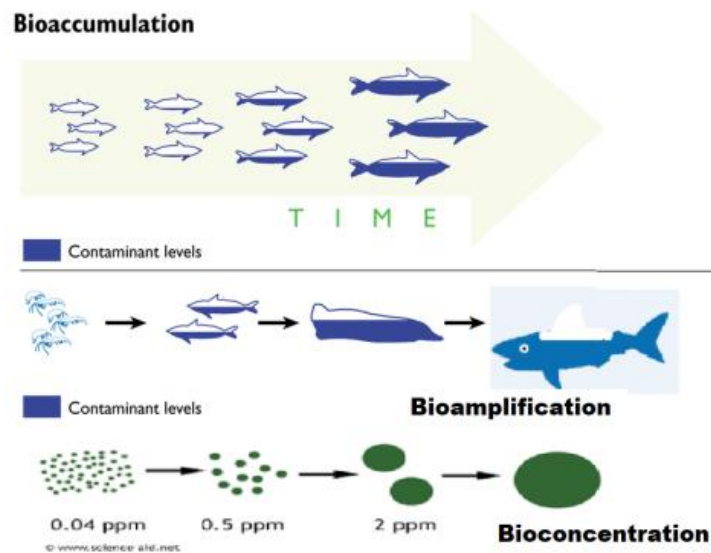 Bioaccumulation
T I M E
Contaminant levels
Contaminant levels
Bioamplification
0.04 ppm
0.5 ppm
2 ppm
Bioconcentration
© www.science-aid.net